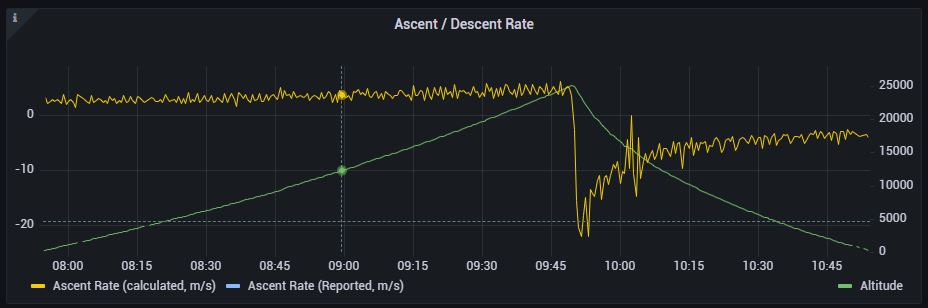 i
Ascent / Descent Rate
0
-10
-20
25000
20000
15000
10000
5000
0
08:00 08:15 08:30 08:45 09:00 09:15 09:30 09:45 10:00 10:15 10:30 10:45
Ascent Rate (calculated, m/s) Ascent Rate (Reported, m/s) Altitude